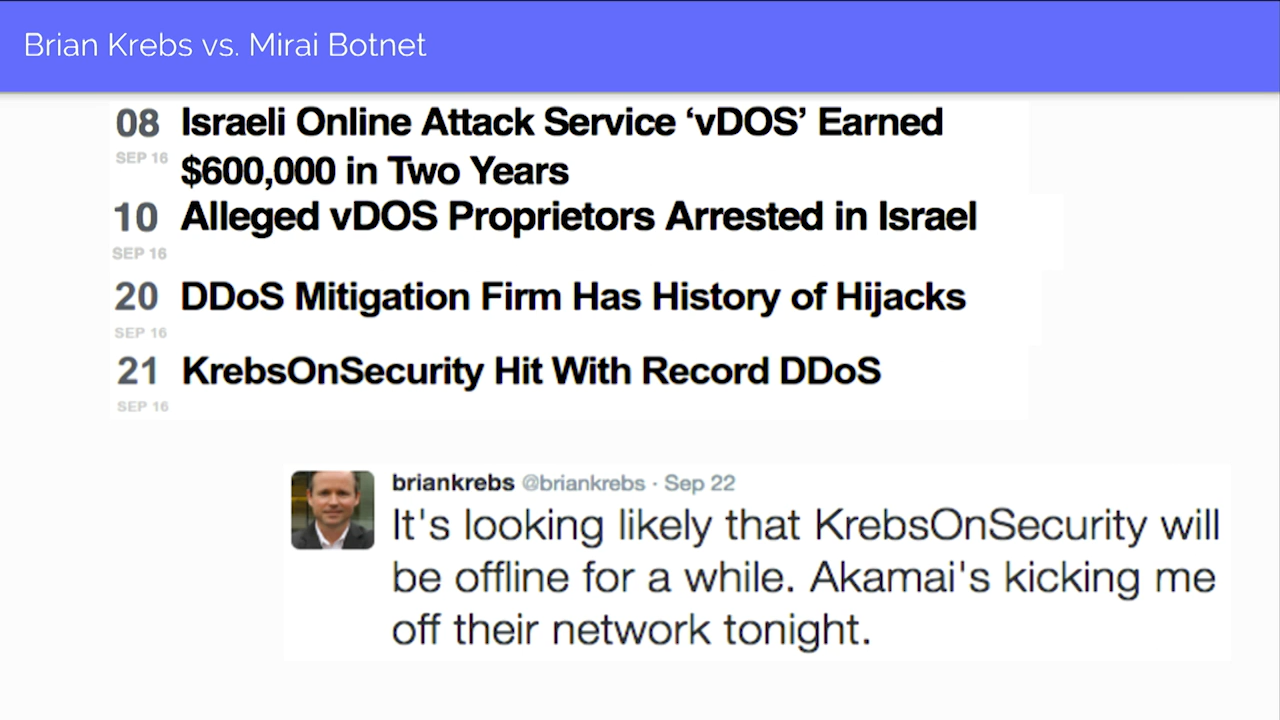 Brian Krebs vs. Mirai Botnet
08 Israeli Online Attack Service ‘vDOS’ Earned
SEP 16 $600,000 in Two Years
10 Alleged vDOS Proprietors Arrested in Israel
SEP 16
20 DDoS Mitigation Firm Has History of Hijacks
SEP 16
21 KrebsOnSecurity Hit With Record DDoS
SEP 16
briankrebs @briankrebs · Sep 22
It's looking likely that KrebsOnSecurity will
be offline for a while. Akamai's kicking me
off their network tonight.